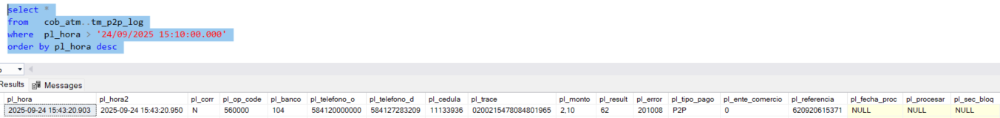 select *
from cob_atm..tm_p2p_log
where pl_hora > '24/09/2025 15:10:00.000'
order by pl_hora desc
Results Messages
pl_hora pl_hora2 pl_corr pl_op_code pl_banco pl_telefono_o pl_telefono_d pl_cedula pl_trace pl_monto pl_result pl_error pl_tipo_pago pl_ente_comercio pl_referencia pl_fecha_proc pl_procesar pl_sec_bloq
2025-09-24 15:43:20.903 2025-09-24 15:43:20.950 N 560000 104 584120000000 584127283209 11133936 0200215478084801965 2,10 62 201008 P2P 0 620920615371 NULL NULL NULL